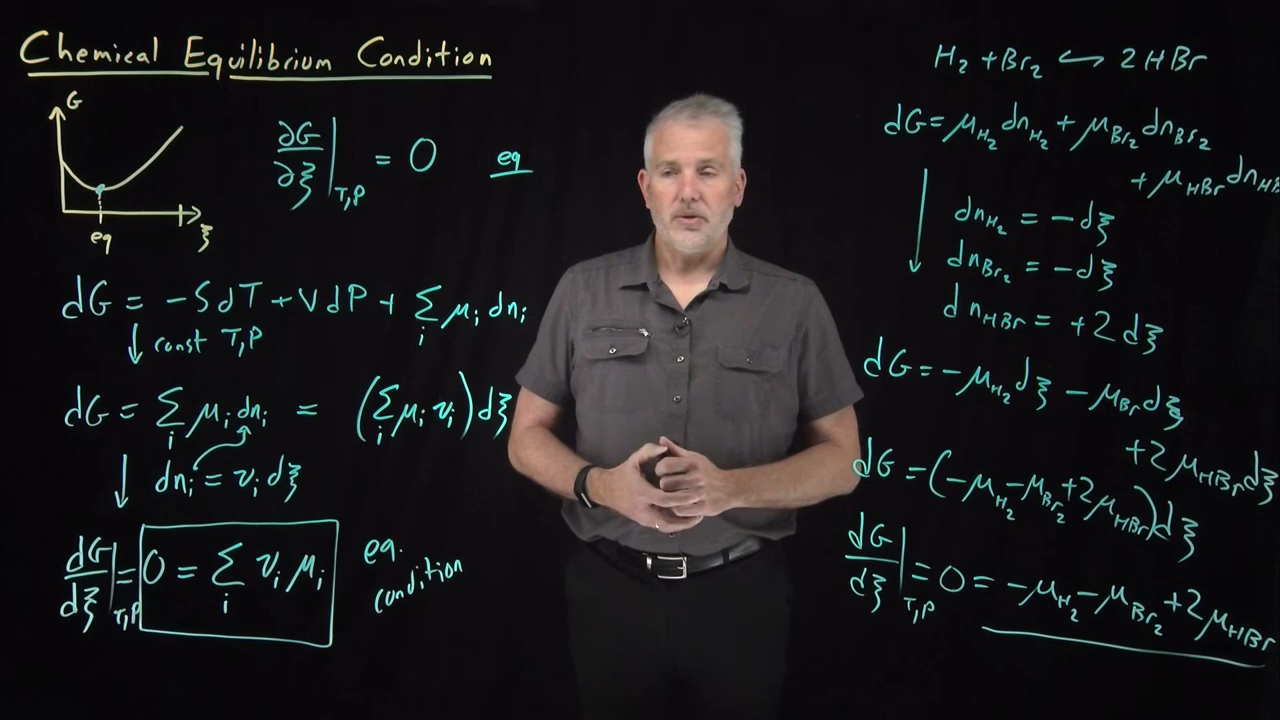 Chemical Equilibrium Condition
G
eq
ξ
∂G/∂ξ|T,P = 0 eq
dG = -SdT + VdP + Σi μi dni
↓ const T,P
dG = Σi μi dni = (Σi μi νi)dξ
↓ dni = νi dξ
dG/dξ|T,P = 0 = Σi νi μi
eq. condition
H2 + Br2 ↔ 2HBr
dG = μH2 dnH2 + μBr2 dnBr2
+ μHBr dnHB
dnH2 = -dξ
dnBr2 = -dξ
dnHBr = +2dξ
dG = -μH2 dξ - μBr dξ
+2μHBr dξ
dG = (-μH2 - μBr2 + 2μHBr)dξ
dG/dξ|T,P = 0 = -μH2 - μBr2 + 2μHBr